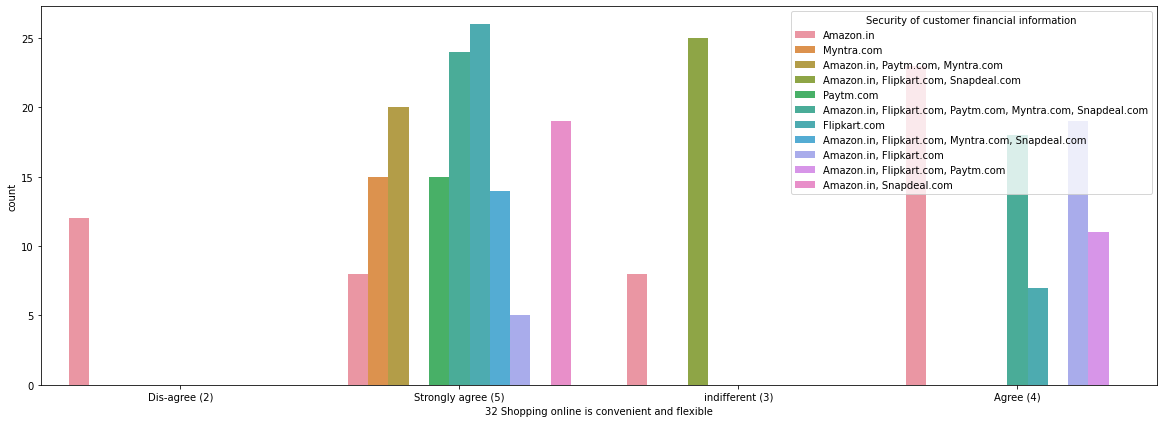 Security of customer financial information
Amazon.in
Myntra.com
Amazon.in, Paytm.com, Myntra.com
Amazon.in, Flipkart.com, Snapdeal.com
Paytm.com
Amazon.in, Flipkart.com, Paytm.com, Myntra.com, Snapdeal.com
Flipkart.com
Amazon.in, Flipkart.com, Myntra.com, Snapdeal.com
Amazon.in, Flipkart.com
Amazon.in, Flipkart.com, Paytm.com
Amazon.in, Snapdeal.com
25
20
15
10
5
0
count
Dis-agree (2) Strongly agree (5) indifferent (3) Agree (4)
32 Shopping online is convenient and flexible